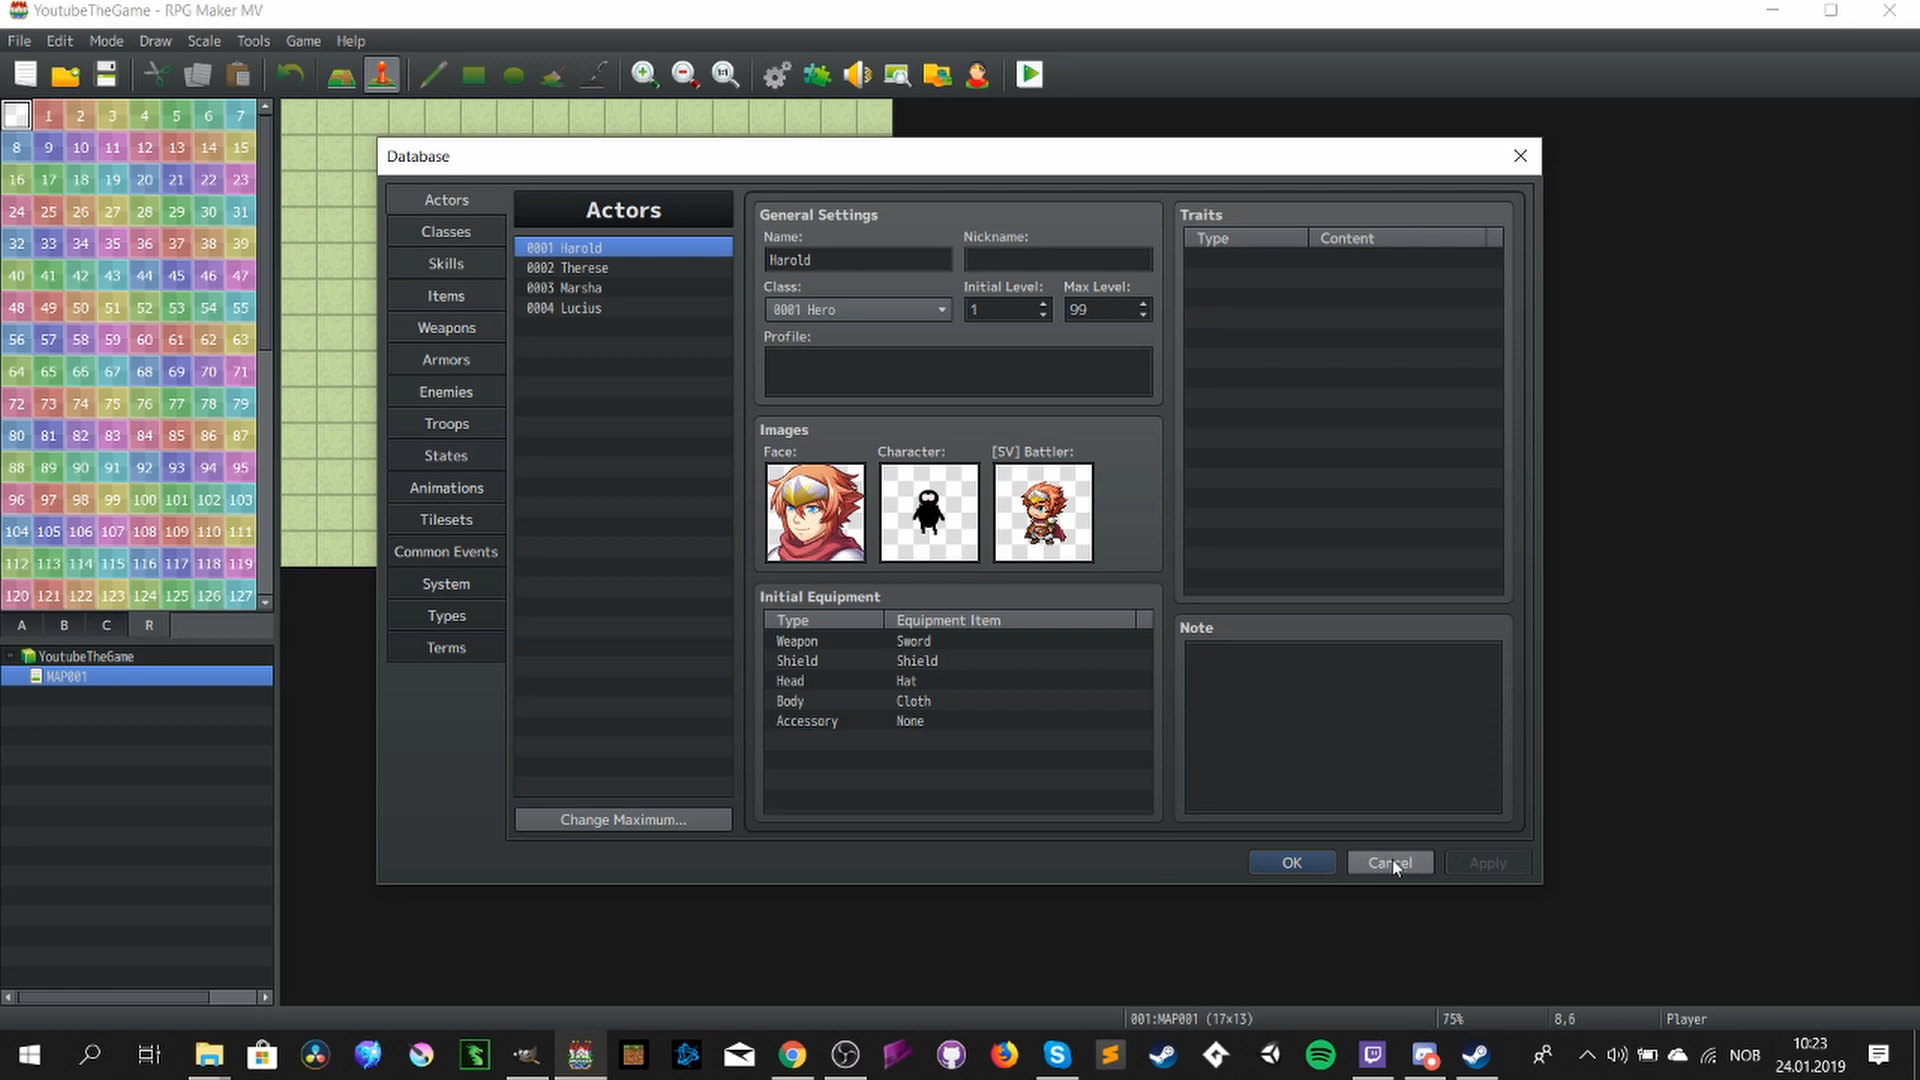 YoutubeTheGame - RPG Maker MV
File Edit Mode Draw Scale Tools Game Help
1 2 3 4 5 6 7
8 9 10 11 12 13 14 15
16 17 18 19 20 21 22 23
24 25 26 27 28 29 30 31
32 33 34 35 36 37 38 39
40 41 42 43 44 45 46 47
48 49 50 51 52 53 54 55
56 57 58 59 60 61 62 63
64 65 66 67 68 69 70 71
72 73 74 75 76 77 78 79
80 81 82 83 84 85 86 87
88 89 90 91 92 93 94 95
96 97 98 99 100 101 102 103
104 105 106 107 108 109 110 111
112 113 114 115 116 117 118 119
120 121 122 123 124 125 126 127
A B C R
YoutubeTheGame
MAP001
Database
Actors
Classes
Skills
Items
Weapons
Armors
Enemies
Troops
States
Animations
Tilesets
Common Events
System
Types
Terms
Actors
0001 Harold
0002 Therese
0003 Marsha
0004 Lucius
Change Maximum...
General Settings
Name: Nickname:
Harold
Class: Initial Level: Max Level:
0001 Hero 1 99
Profile:
Images
Face: Character: [SV] Battler:
Initial Equipment
Type Equipment Item
Weapon Sword
Shield Shield
Head Hat
Body Cloth
Accessory None
Traits
Type Content
Note
OK Cancel Apply
001:MAP001 (17×13) 75% 8,6 Player
NOB
10:23
24.01.2019